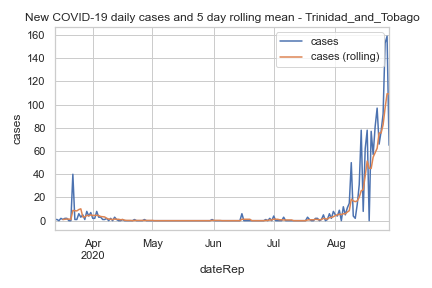 New COVID-19 daily cases and 5 day rolling mean - Trinidad_and_Tobago
cases
cases (rolling)
160
140
120
100
80
60
40
20
0
cases
Apr
2020
May
Jun
Jul
Aug
dateRep